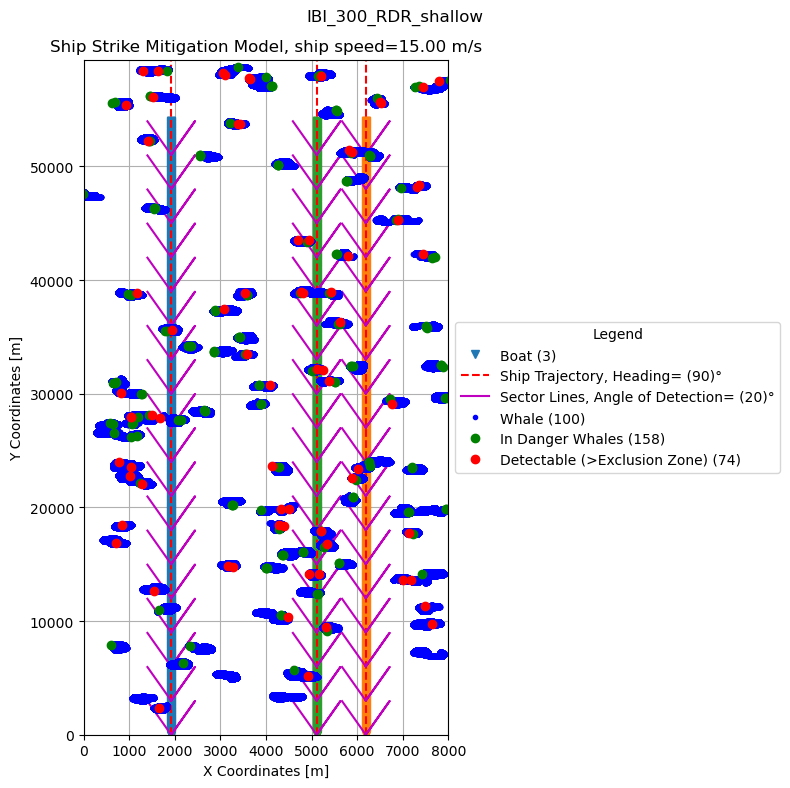 IBI_300_RDR_shallow
Ship Strike Mitigation Model, ship speed=15.00 m/s
Y Coordinates [m]
50000
40000
30000
20000
10000
0
0 1000 2000 3000 4000 5000 6000 7000 8000
X Coordinates [m]
Legend
Boat (3)
Ship Trajectory, Heading= (90)°
Sector Lines, Angle of Detection= (20)°
Whale (100)
In Danger Whales (158)
Detectable (>Exclusion Zone) (74)